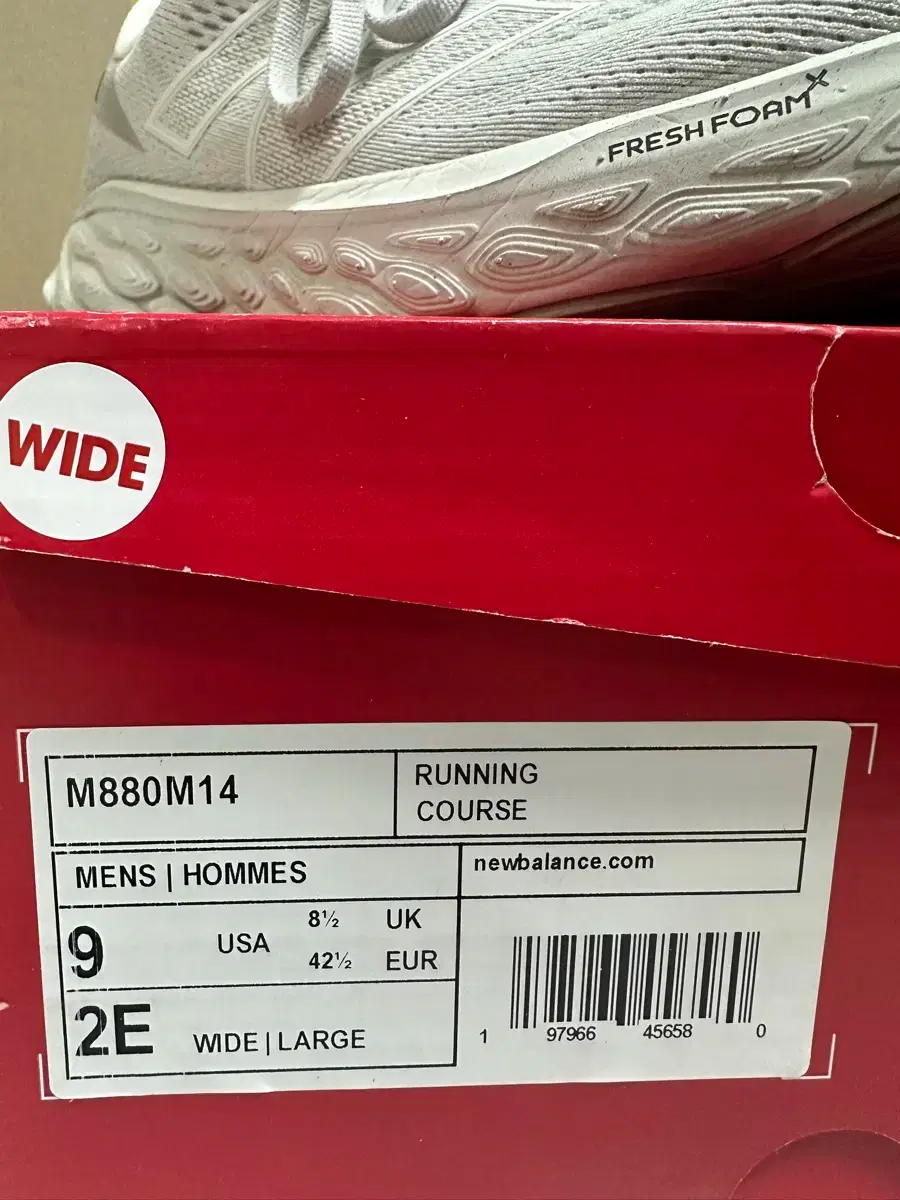 FRESH FOAM X
WIDE
M880M14
RUNNING
COURSE
MENS | HOMMES
newbalance.com
9 USA 8½ UK
42½ EUR
2E WIDE | LARGE
1 97966 45658 0